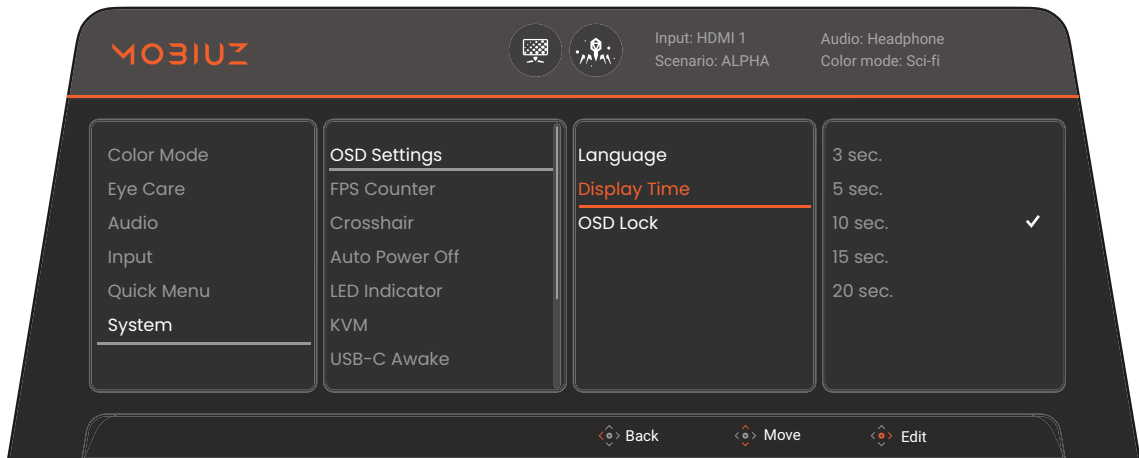 MOBIUZ
Input: HDMI 1
Scenario: ALPHA
Audio: Headphone
Color mode: Sci-fi
Color Mode
Eye Care
Audio
Input
Quick Menu
System
OSD Settings
FPS Counter
Crosshair
Auto Power Off
LED Indicator
KVM
USB-C Awake
Language
Display Time
OSD Lock
3 sec.
5 sec.
10 sec.
15 sec.
20 sec.
Back
Move
Edit